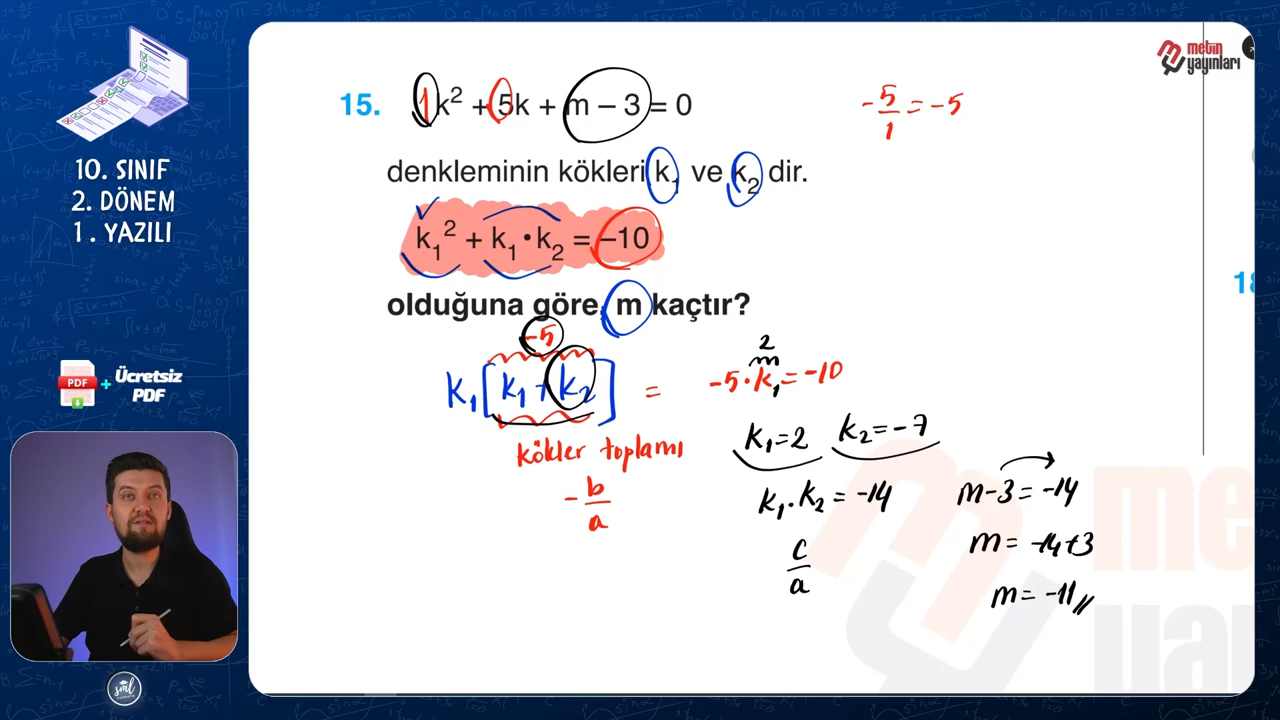 10. SINIF
2. DÖNEM
1. YAZILI
PDF + Ücretsiz PDF
sml
metin yayınları
15. 1k² + 5k + m – 3 = 0
-5/1 = -5
denkleminin kökleri k₁ ve k₂ dir.
k₁² + k₁ • k₂ = –10
olduğuna göre, m kaçtır?
-5
k₁[k₁ + k₂] =
2
-5 · k₁ = -10
kökler toplamı
-b/a
k₁=2 k₂=-7
k₁.k₂ = -14
c/a
m-3 = -14
m = -14+3
m = -11//
18